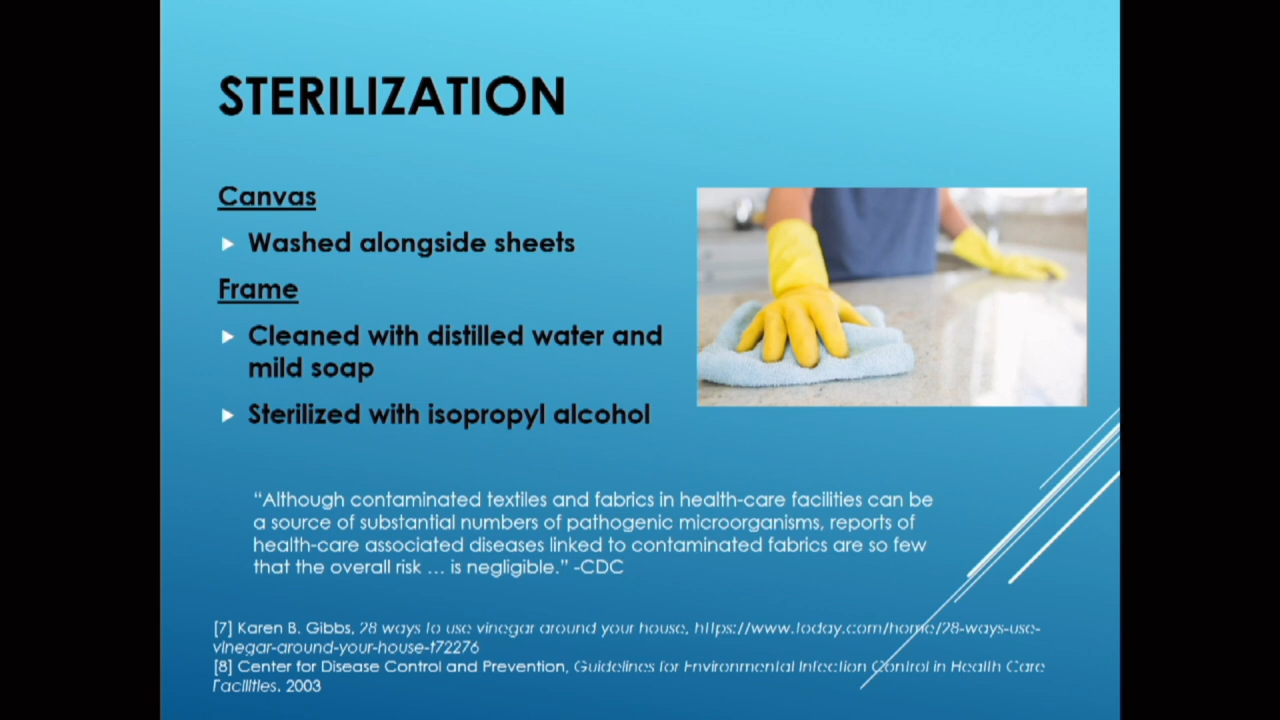 STERILIZATION
Canvas
Washed alongside sheets
Frame
Cleaned with distilled water and
mild soap
Sterilized with isopropyl alcohol
“Although contaminated textiles and fabrics in health-care facilities can be
a source of substantial numbers of pathogenic microorganisms, reports of
health-care associated diseases linked to contaminated fabrics are so few
that the overall risk … is negligible.” -CDC
[7] Karen B. Gibbs, 28 ways to use vinegar around your house, https://www.today.com/home/28-ways-use-
vinegar-around-your-house-t72276
[8] Center for Disease Control and Prevention, Guidelines for Environmental Infection Control in Health Care
Facilities. 2003